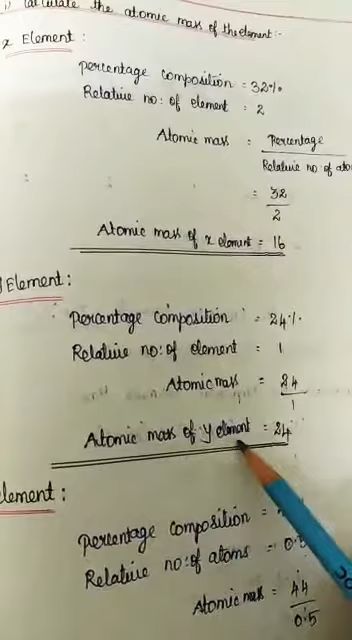 i) Calculate the atomic mass of the element:-
x Element:
Percentage composition = 32%
Relative no: of element = 2
Atomic mass = Percentage
Relative no: of
= 32
2
Atomic mass of x element = 16
Element:
Percentage composition = 24%
Relative no: of element = 1
Atomic mass = 24
1
Atomic mass of y element = 24
Element:
Percentage composition =
Relative no: of atoms = 0.5
Atomic mass = 44
0.5